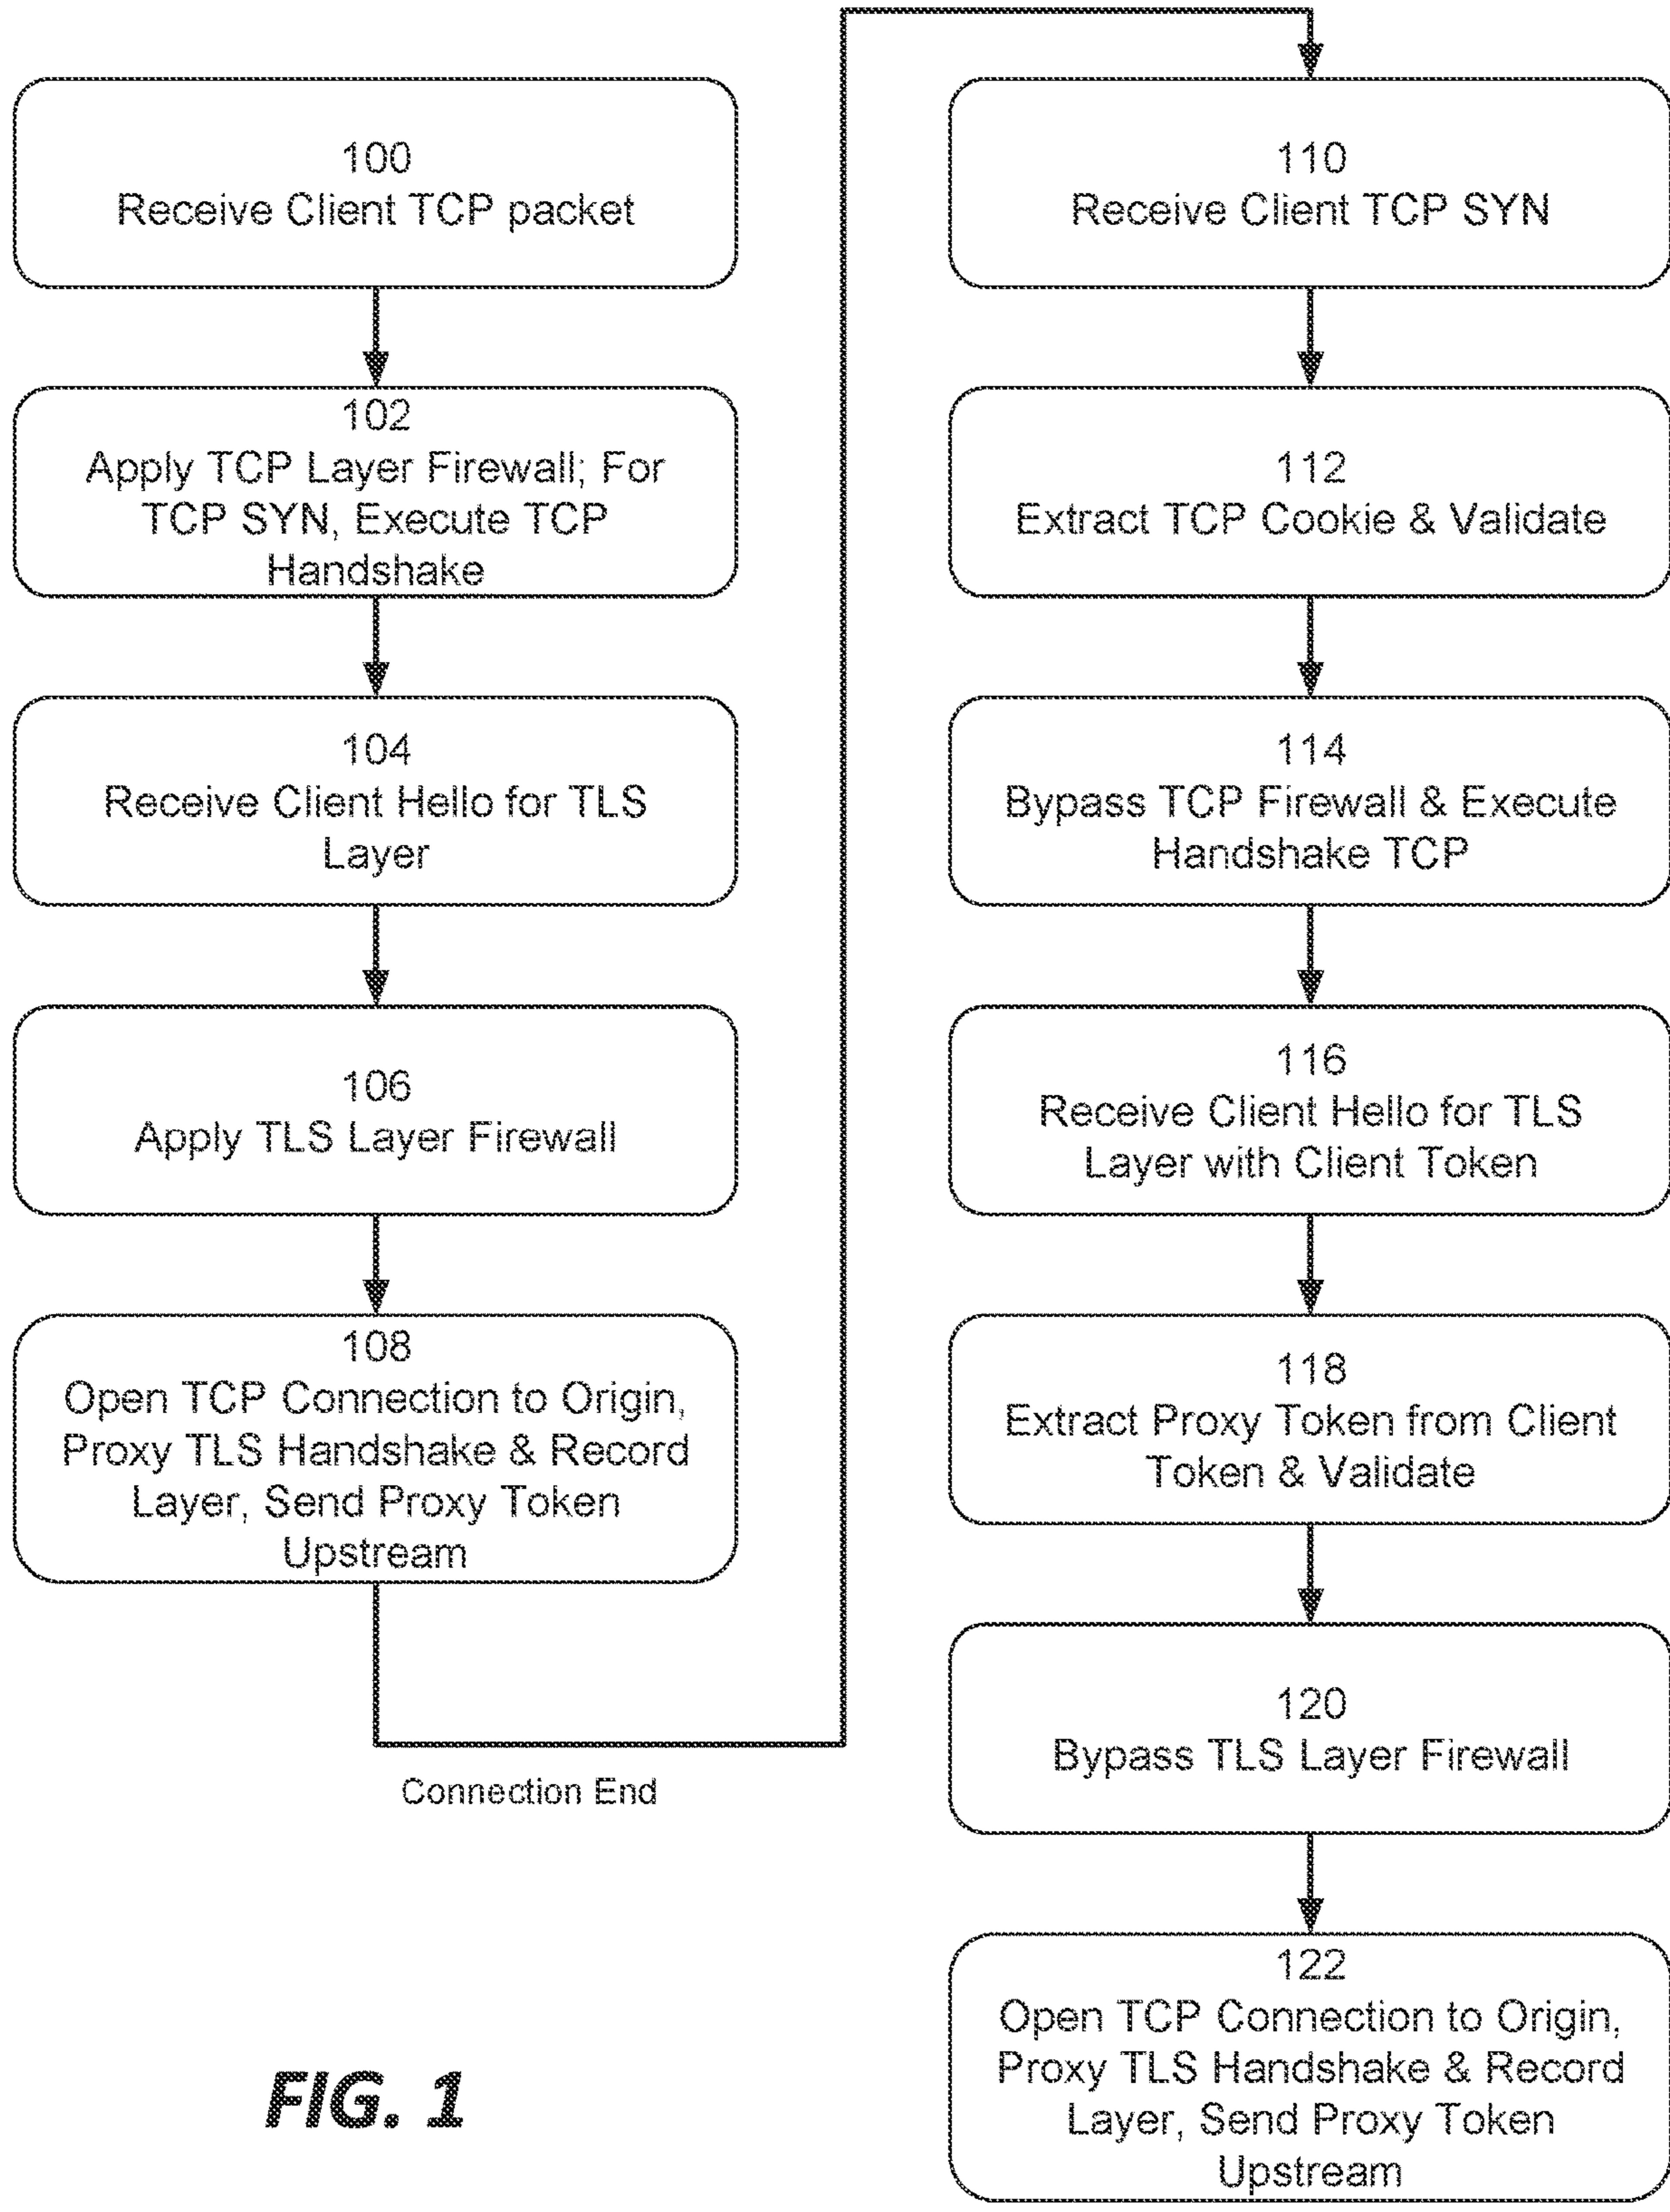 100
Receive Client TCP packet
102
Apply TCP Layer Firewall; For
TCP SYN, Execute TCP
Handshake
104
Receive Client Hello for TLS
Layer
106
Apply TLS Layer Firewall
108
Open TCP Connection to Origin,
Proxy TLS Handshake & Record
Layer, Send Proxy Token
Upstream
Connection End
110
Receive Client TCP SYN
112
Extract TCP Cookie & Validate
114
Bypass TCP Firewall & Execute
Handshake TCP
116
Receive Client Hello for TLS
Layer with Client Token
118
Extract Proxy Token from Client
Token & Validate
120
Bypass TLS Layer Firewall
122
Open TCP Connection to Origin,
Proxy TLS Handshake & Record
Layer, Send Proxy Token
Upstream
FIG. 1